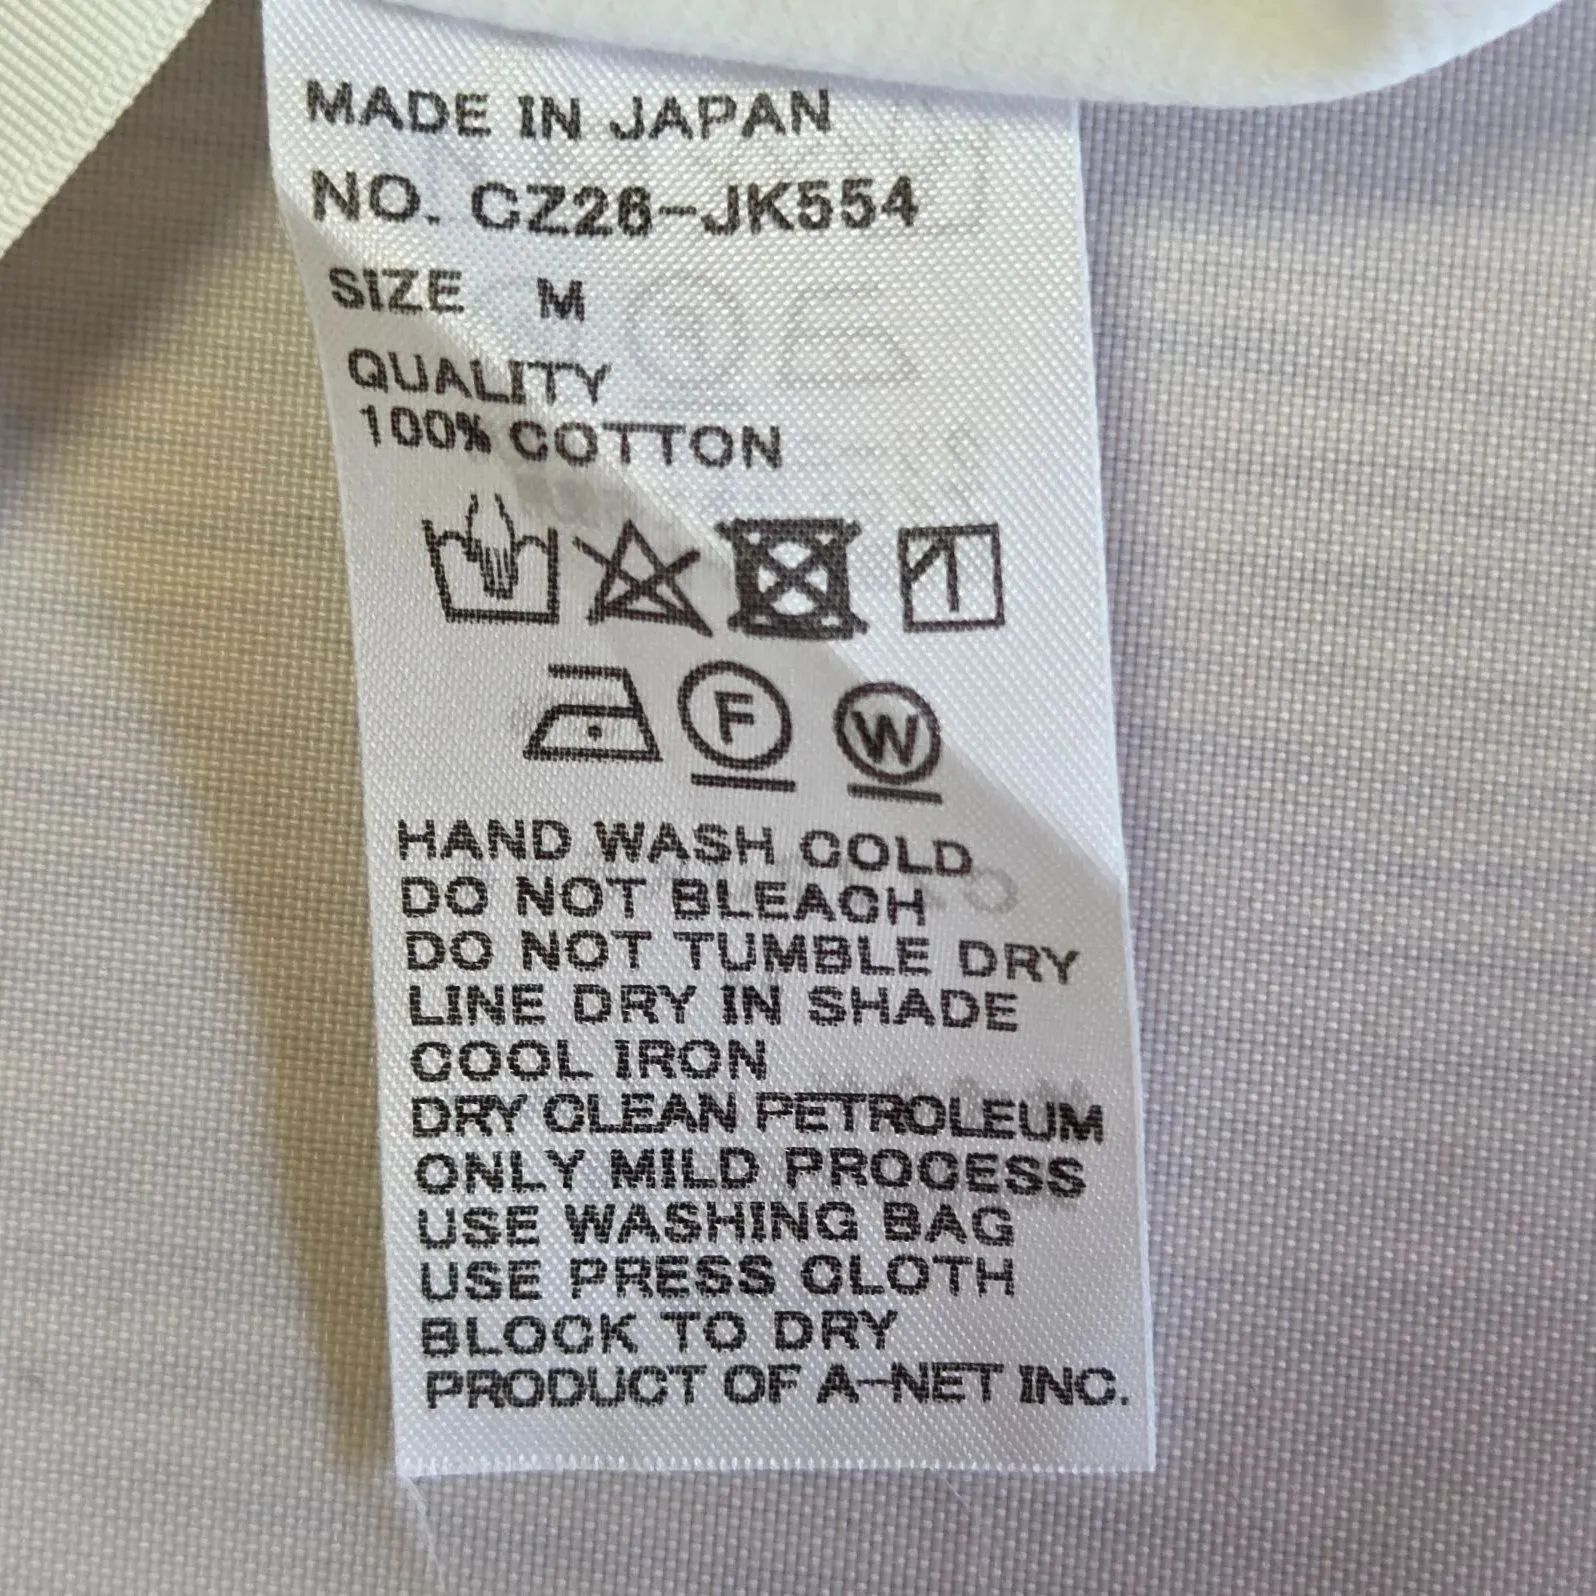 MADE IN JAPAN
NO. CZ26-JK554
SIZE M
QUALITY
100% COTTON
F W
HAND WASH COLD
DO NOT BLEACH
DO NOT TUMBLE DRY
LINE DRY IN SHADE
COOL IRON
DRY CLEAN PETROLEUM
ONLY MILD PROCESS
USE WASHING BAG
USE PRESS CLOTH
BLOCK TO DRY
PRODUCT OF A-NET INC.